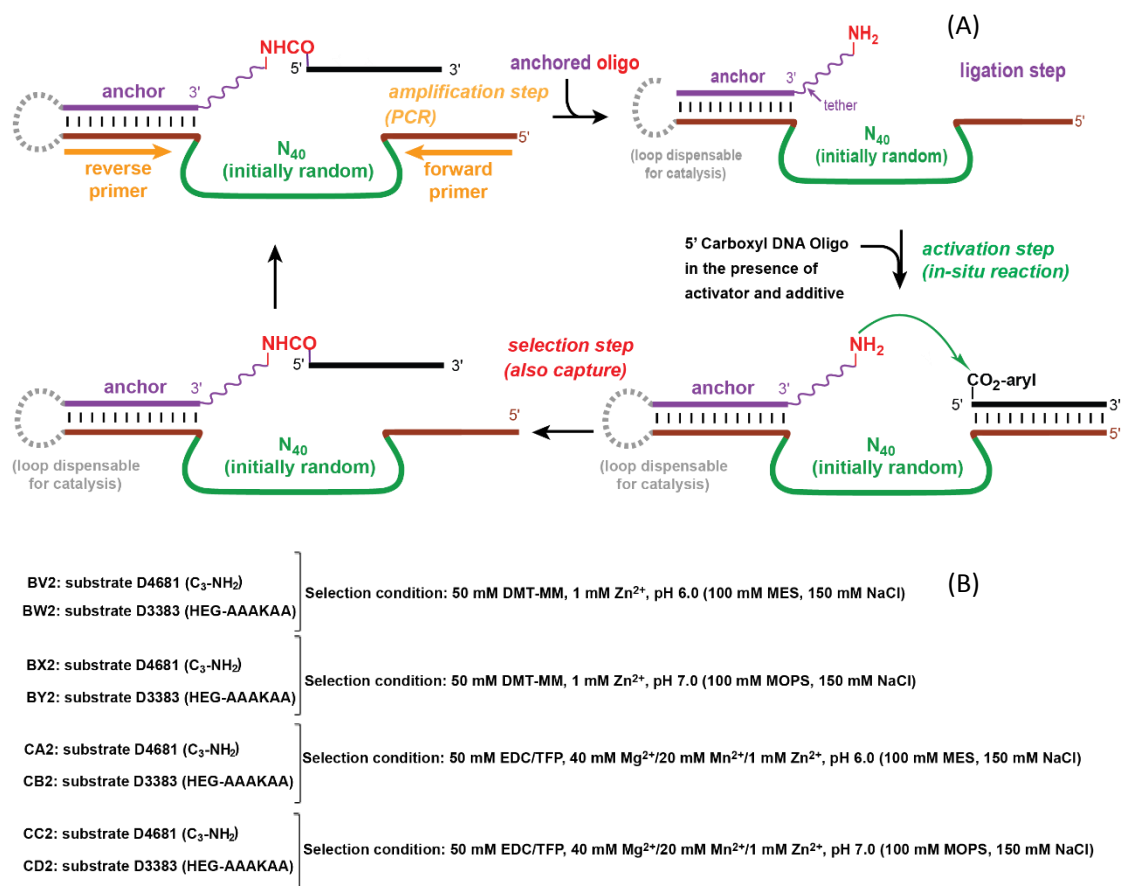 (A)
NHCO
5'
3'
anchor
3'
amplification step
(PCR)
N40
(initially random)
5'
reverse
primer
forward
primer
anchored oligo
NH2
ligation step
anchor
3'
tether
N40
(initially random)
5'
(loop dispensable
for catalysis)
5' Carboxyl DNA Oligo
in the presence of
activator and additive
activation step
(in-situ reaction)
NHCO
5'
3'
anchor
3'
5'
N40
(initially random)
(loop dispensable
for catalysis)
selection step
(also capture)
NH2
CO2-aryl
anchor
3'
5'
3'
5'
N40
(initially random)
(loop dispensable
for catalysis)
(B)
BV2: substrate D4681 (C3-NH2)
BW2: substrate D3383 (HEG-AAAKAA)
Selection condition: 50 mM DMT-MM, 1 mM Zn2+, pH 6.0 (100 mM MES, 150 mM NaCl)
BX2: substrate D4681 (C3-NH2)
BY2: substrate D3383 (HEG-AAAKAA)
Selection condition: 50 mM DMT-MM, 1 mM Zn2+, pH 7.0 (100 mM MOPS, 150 mM NaCl)
CA2: substrate D4681 (C3-NH2)
CB2: substrate D3383 (HEG-AAAKAA)
Selection condition: 50 mM EDC/TFP, 40 mM Mg2+/20 mM Mn2+/1 mM Zn2+, pH 6.0 (100 mM MES, 150 mM NaCl)
CC2: substrate D4681 (C3-NH2)
CD2: substrate D3383 (HEG-AAAKAA)
Selection condition: 50 mM EDC/TFP, 40 mM Mg2+/20 mM Mn2+/1 mM Zn2+, pH 7.0 (100 mM MOPS, 150 mM NaCl)